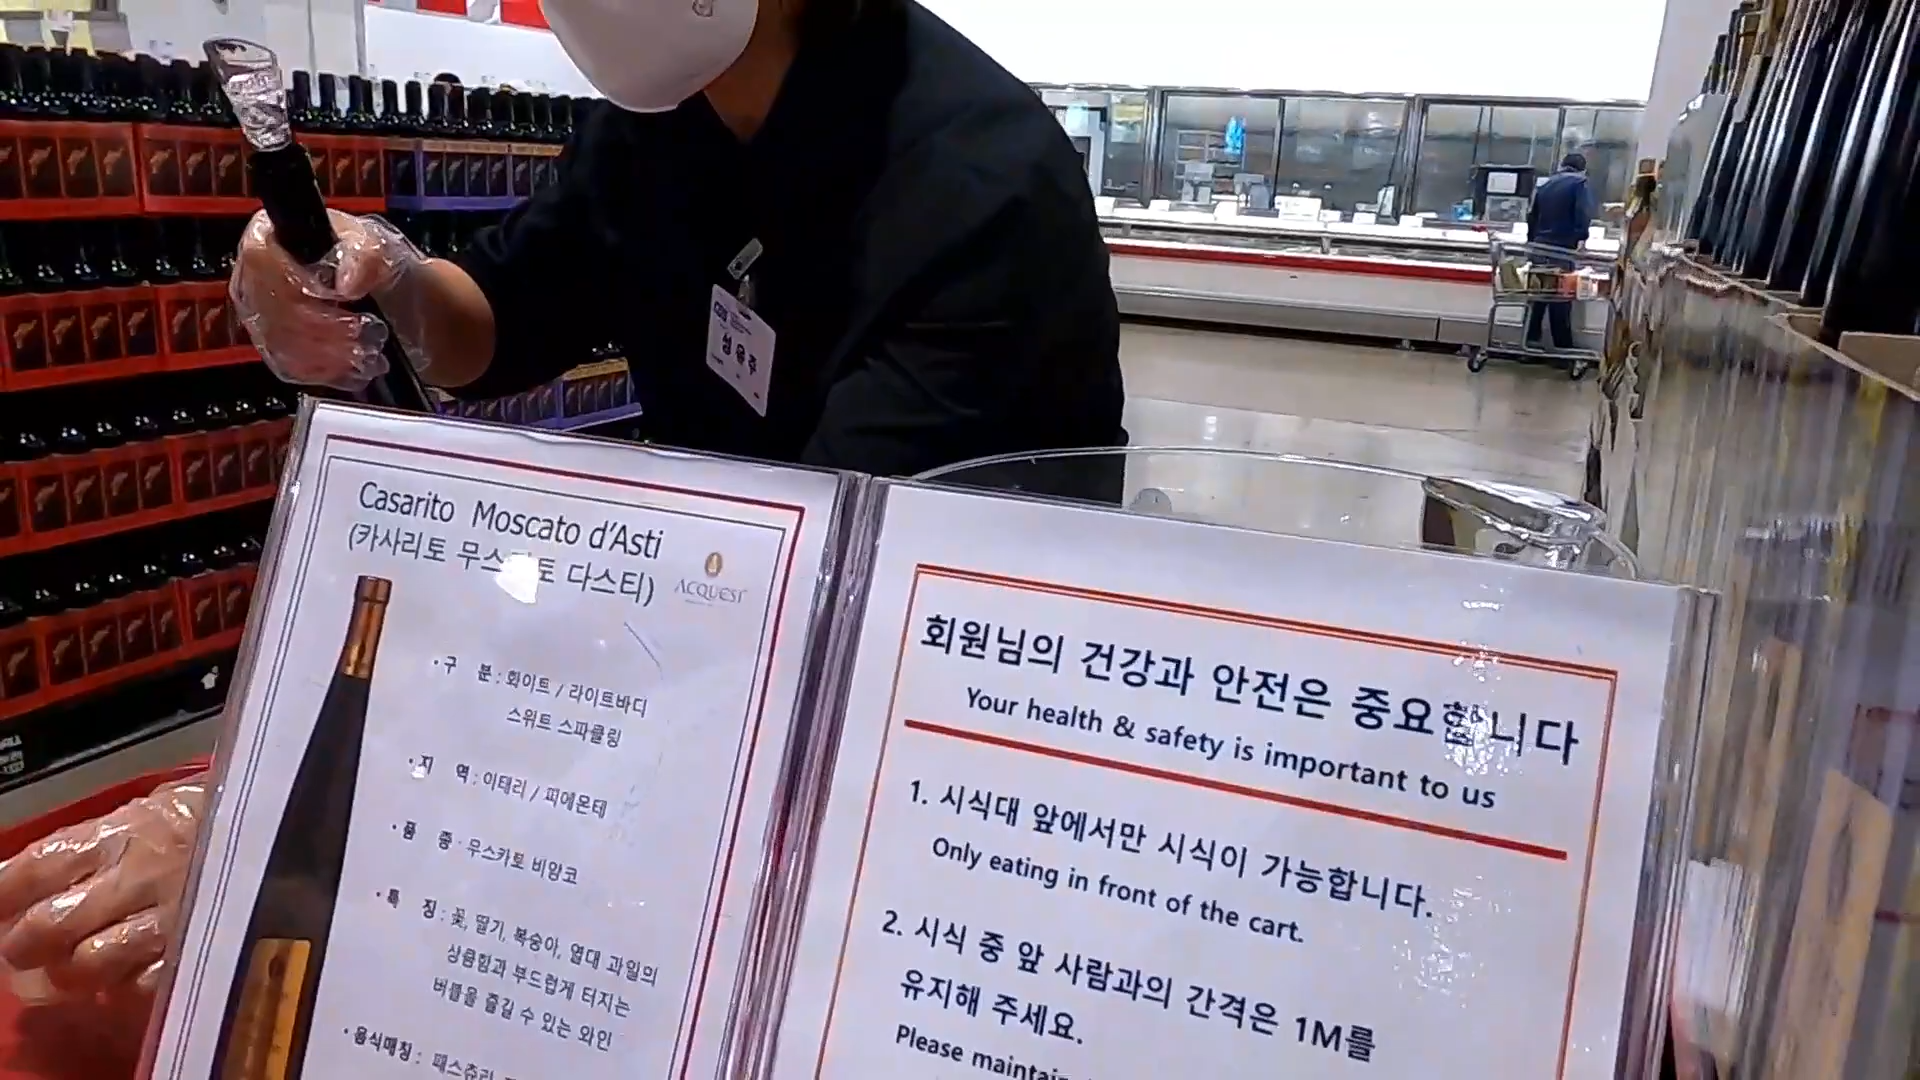 Casarito Moscato d'Asti
(카사리토 무스카토 다스티)
ACQUEST
· 구 분 : 화이트 / 라이트바디
스위트 스파클링
· 지 역 : 이태리 / 피에몬테
· 품 종 : 무스카토 비앙코
· 특 징 : 꽃, 딸기, 복숭아, 열대 과일의
상큼함과 부드럽게 터지는
버블을 즐길 수 있는 와인
· 음식매칭 : 패스츄리
회원님의 건강과 안전은 중요합니다
Your health & safety is important to us
1. 시식대 앞에서만 시식이 가능합니다.
Only eating in front of the cart.
2. 시식 중 앞 사람과의 간격은 1M를
유지해 주세요.
Please maintain